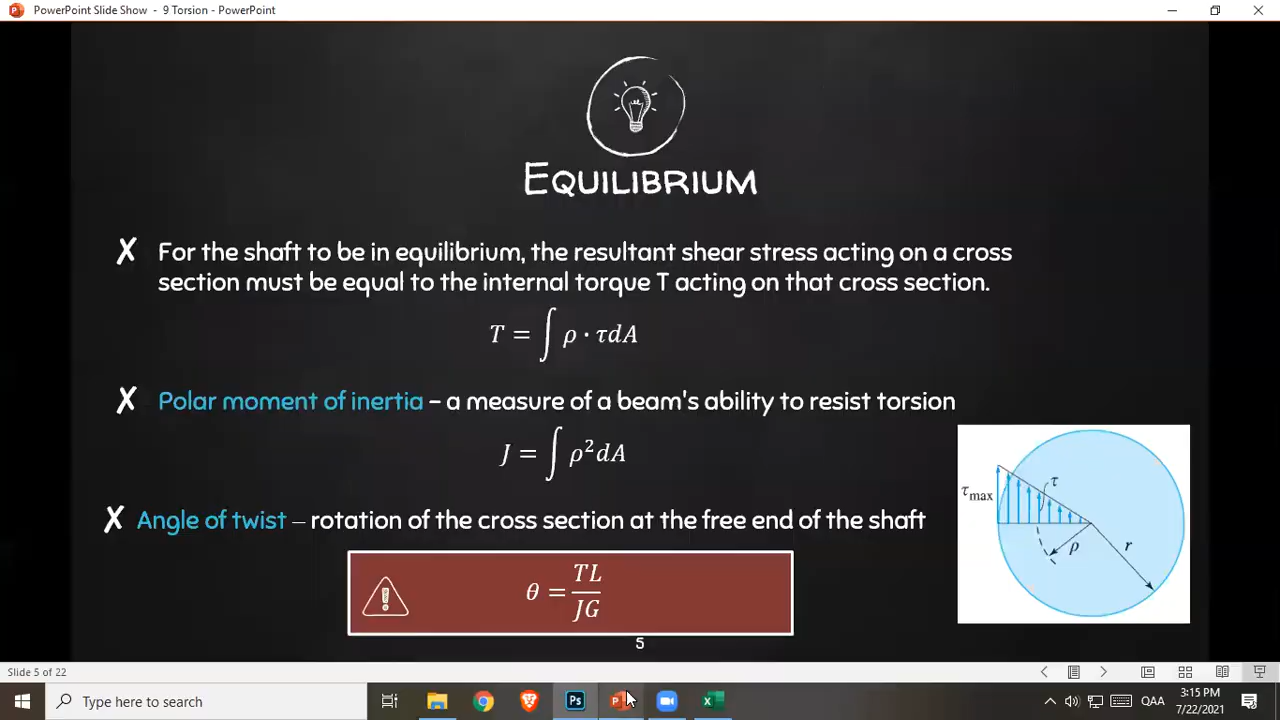 PowerPoint Slide Show - 9 Torsion - PowerPoint
EQUILIBRIUM
✗ For the shaft to be in equilibrium, the resultant shear stress acting on a cross
section must be equal to the internal torque T acting on that cross section.
T = ∫ ρ · τdA
✗ Polar moment of inertia – a measure of a beam's ability to resist torsion
J = ∫ ρ²dA
τmax
τ
ρ
r
✗ Angle of twist – rotation of the cross section at the free end of the shaft
θ = TL/JG
5
Slide 5 of 22
Type here to search
Ps
QAA
3:15 PM
7/22/2021